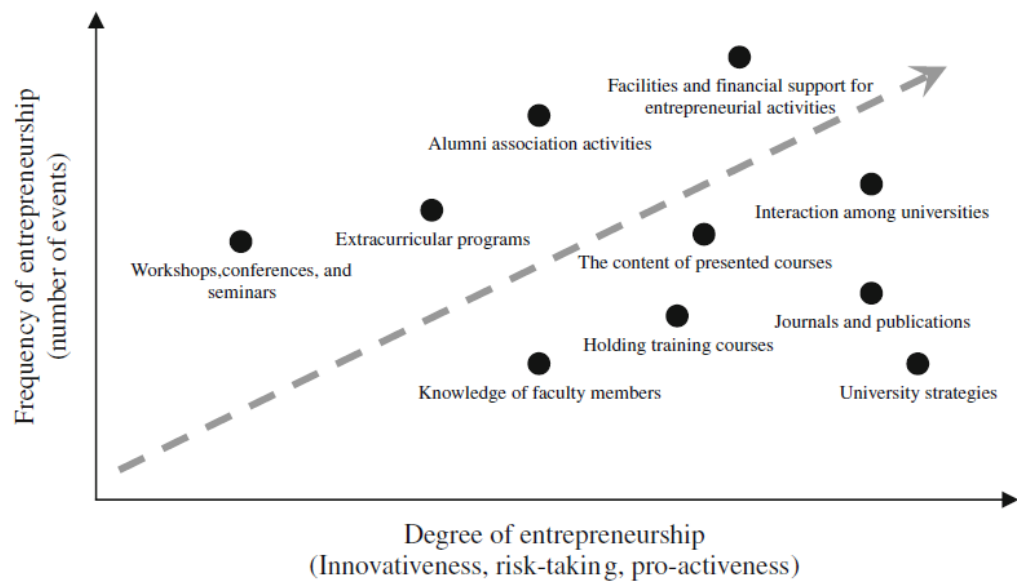 Frequency of entrepreneurship
(number of events)
Facilities and financial support for
entrepreneurial activities
Alumni association activities
Interaction among universities
Extracurricular programs
The content of presented courses
Workshops,conferences, and
seminars
Journals and publications
Holding training courses
Knowledge of faculty members
University strategies
Degree of entrepreneurship
(Innovativeness, risk-taking, pro-activeness)